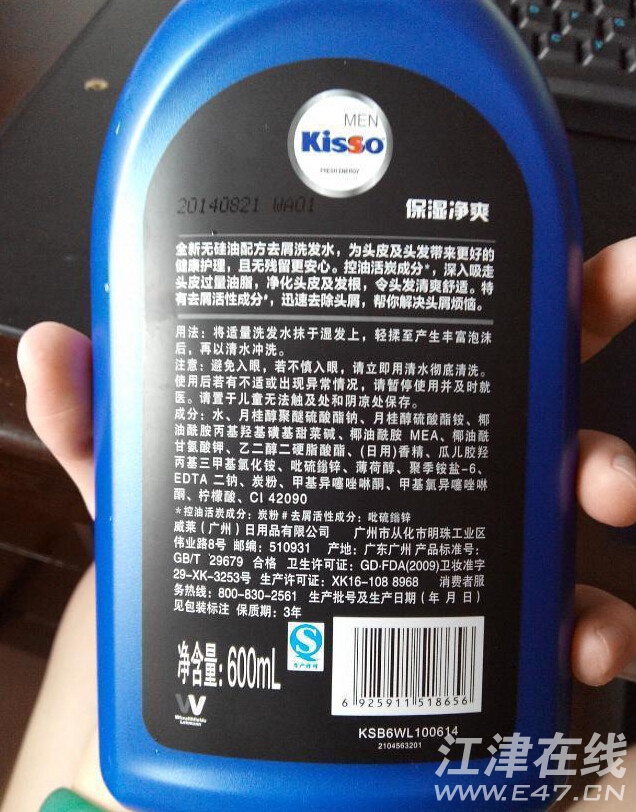 MEN
Kisso
FRESH ENERGY
20140821 WA01
保湿净爽
全新无硅油配方去屑洗发水，为头皮及头发带来更好的
健康护理，且无残留更安心。控油活炭成分*，深入吸走
头皮过量油脂，净化头皮及发根，令头发清爽舒适。特
有去屑活性成分#，迅速去除头屑，帮你解决头屑烦恼。
用法：将适量洗发水抹于湿发上，轻揉至产生丰富泡沫
后，再以清水冲洗。
注意：避免入眼，若不慎入眼，请立即用清水彻底清洗。
使用后若有不适或出现异常情况，请暂停使用并及时就
医。请置于儿童无法触及处和阴凉处保存。
成分：水、月桂醇聚醚硫酸酯钠、月桂醇硫酸酯铵、椰
油酰胺丙基羟基磺基甜菜碱、椰油酰胺 MEA、椰油酰
甘氨酸钾、乙二醇二硬脂酸酯、(日用)香精、瓜儿胶羟
丙基三甲基氯化铵、吡硫鎓锌、薄荷醇、聚季铵盐-6、
EDTA 二钠、炭粉、甲基异噻唑啉酮、甲基氯异噻唑啉
酮、柠檬酸、CI 42090
*控油活炭成分：炭粉 # 去屑活性成分：吡硫鎓锌
威莱（广州）日用品有限公司 广州市从化市明珠工业区
伟业路8号 邮编：510931 产地：广东广州 产品标准号：
GB/T 29679 合格 卫生许可证：GD·FDA(2009)卫妆准字
29-XK-3253号 生产许可证：XK16-108 8968 消费者服
务热线：800-830-2561 生产批号及生产日期（年 月 日）
见包装标注 保质期：3年
净含量：600mL
QS
生产许可
6 925911 518656
KSB6WL100614
2104563201
江津在线
WWW.E47.CN